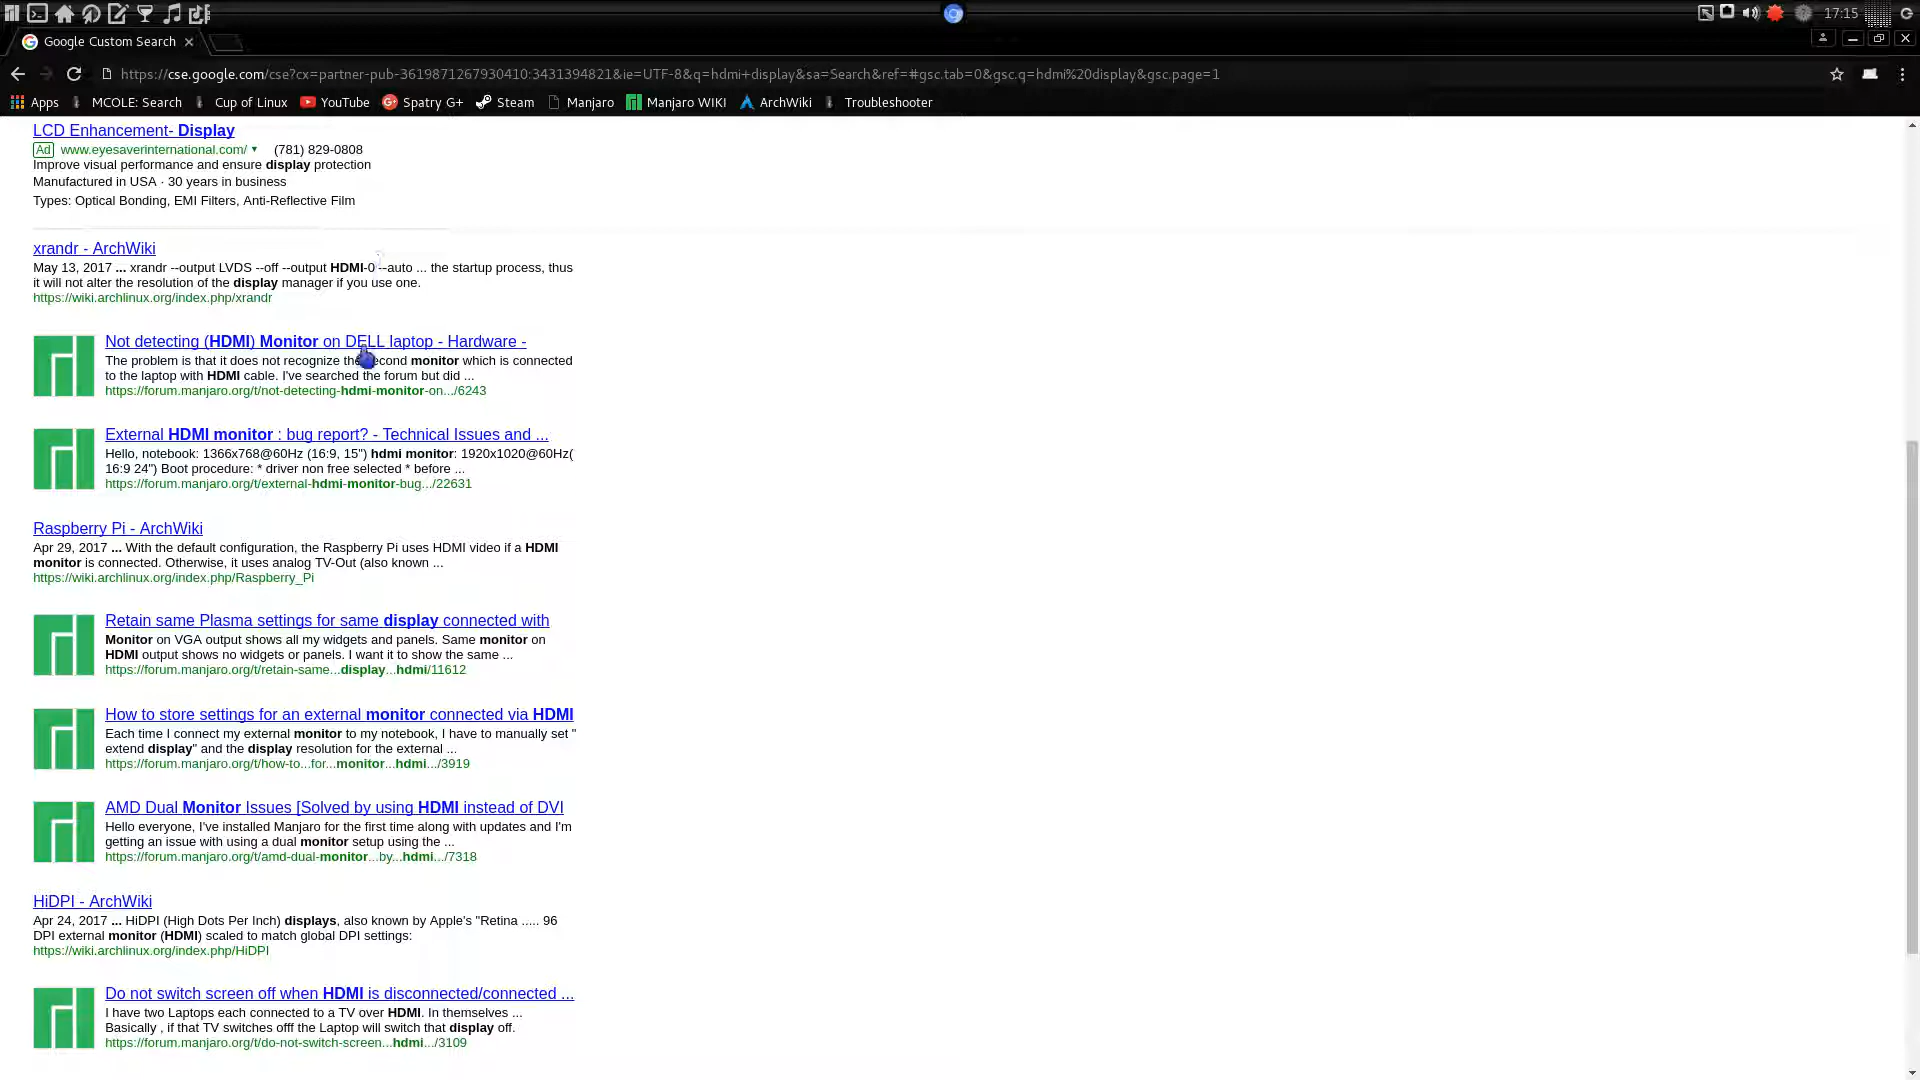 17:15
Google Custom Search
https://cse.google.com/cse?cx=partner-pub-3619871267930410:3431394821&ie=UTF-8&q=hdmi+display&sa=Search&ref=#gsc.tab=0&gsc.q=hdmi%20display&gsc.page=1
Apps MCOLE: Search Cup of Linux YouTube Spatry G+ Steam Manjaro Manjaro WIKI ArchWiki Troubleshooter
LCD Enhancement- Display
Ad www.eyesaverinternational.com/ (781) 829-0808
Improve visual performance and ensure display protection
Manufactured in USA · 30 years in business
Types: Optical Bonding, EMI Filters, Anti-Reflective Film
xrandr - ArchWiki
May 13, 2017 ... xrandr --output LVDS --off --output HDMI-0 --auto ... the startup process, thus
it will not alter the resolution of the display manager if you use one.
https://wiki.archlinux.org/index.php/xrandr
Not detecting (HDMI) Monitor on DELL laptop - Hardware -
The problem is that it does not recognize the second monitor which is connected
to the laptop with HDMI cable. I've searched the forum but did ...
https://forum.manjaro.org/t/not-detecting-hdmi-monitor-on.../6243
External HDMI monitor : bug report? - Technical Issues and ...
Hello, notebook: 1366x768@60Hz (16:9, 15") hdmi monitor: 1920x1020@60Hz(
16:9 24") Boot procedure: * driver non free selected * before ...
https://forum.manjaro.org/t/external-hdmi-monitor-bug.../22631
Raspberry Pi - ArchWiki
Apr 29, 2017 ... With the default configuration, the Raspberry Pi uses HDMI video if a HDMI
monitor is connected. Otherwise, it uses analog TV-Out (also known ...
https://wiki.archlinux.org/index.php/Raspberry_Pi
Retain same Plasma settings for same display connected with
Monitor on VGA output shows all my widgets and panels. Same monitor on
HDMI output shows no widgets or panels. I want it to show the same ...
https://forum.manjaro.org/t/retain-same...display...hdmi/11612
How to store settings for an external monitor connected via HDMI
Each time I connect my external monitor to my notebook, I have to manually set "
extend display" and the display resolution for the external ...
https://forum.manjaro.org/t/how-to...for...monitor...hdmi.../3919
AMD Dual Monitor Issues [Solved by using HDMI instead of DVI
Hello everyone, I've installed Manjaro for the first time along with updates and I'm
getting an issue with using a dual monitor setup using the ...
https://forum.manjaro.org/t/amd-dual-monitor...by...hdmi.../7318
HiDPI - ArchWiki
Apr 24, 2017 ... HiDPI (High Dots Per Inch) displays, also known by Apple's "Retina ..... 96
DPI external monitor (HDMI) scaled to match global DPI settings:
https://wiki.archlinux.org/index.php/HiDPI
Do not switch screen off when HDMI is disconnected/connected ...
I have two Laptops each connected to a TV over HDMI. In themselves ...
Basically , if that TV switches offf the Laptop will switch that display off.
https://forum.manjaro.org/t/do-not-switch-screen...hdmi.../3109